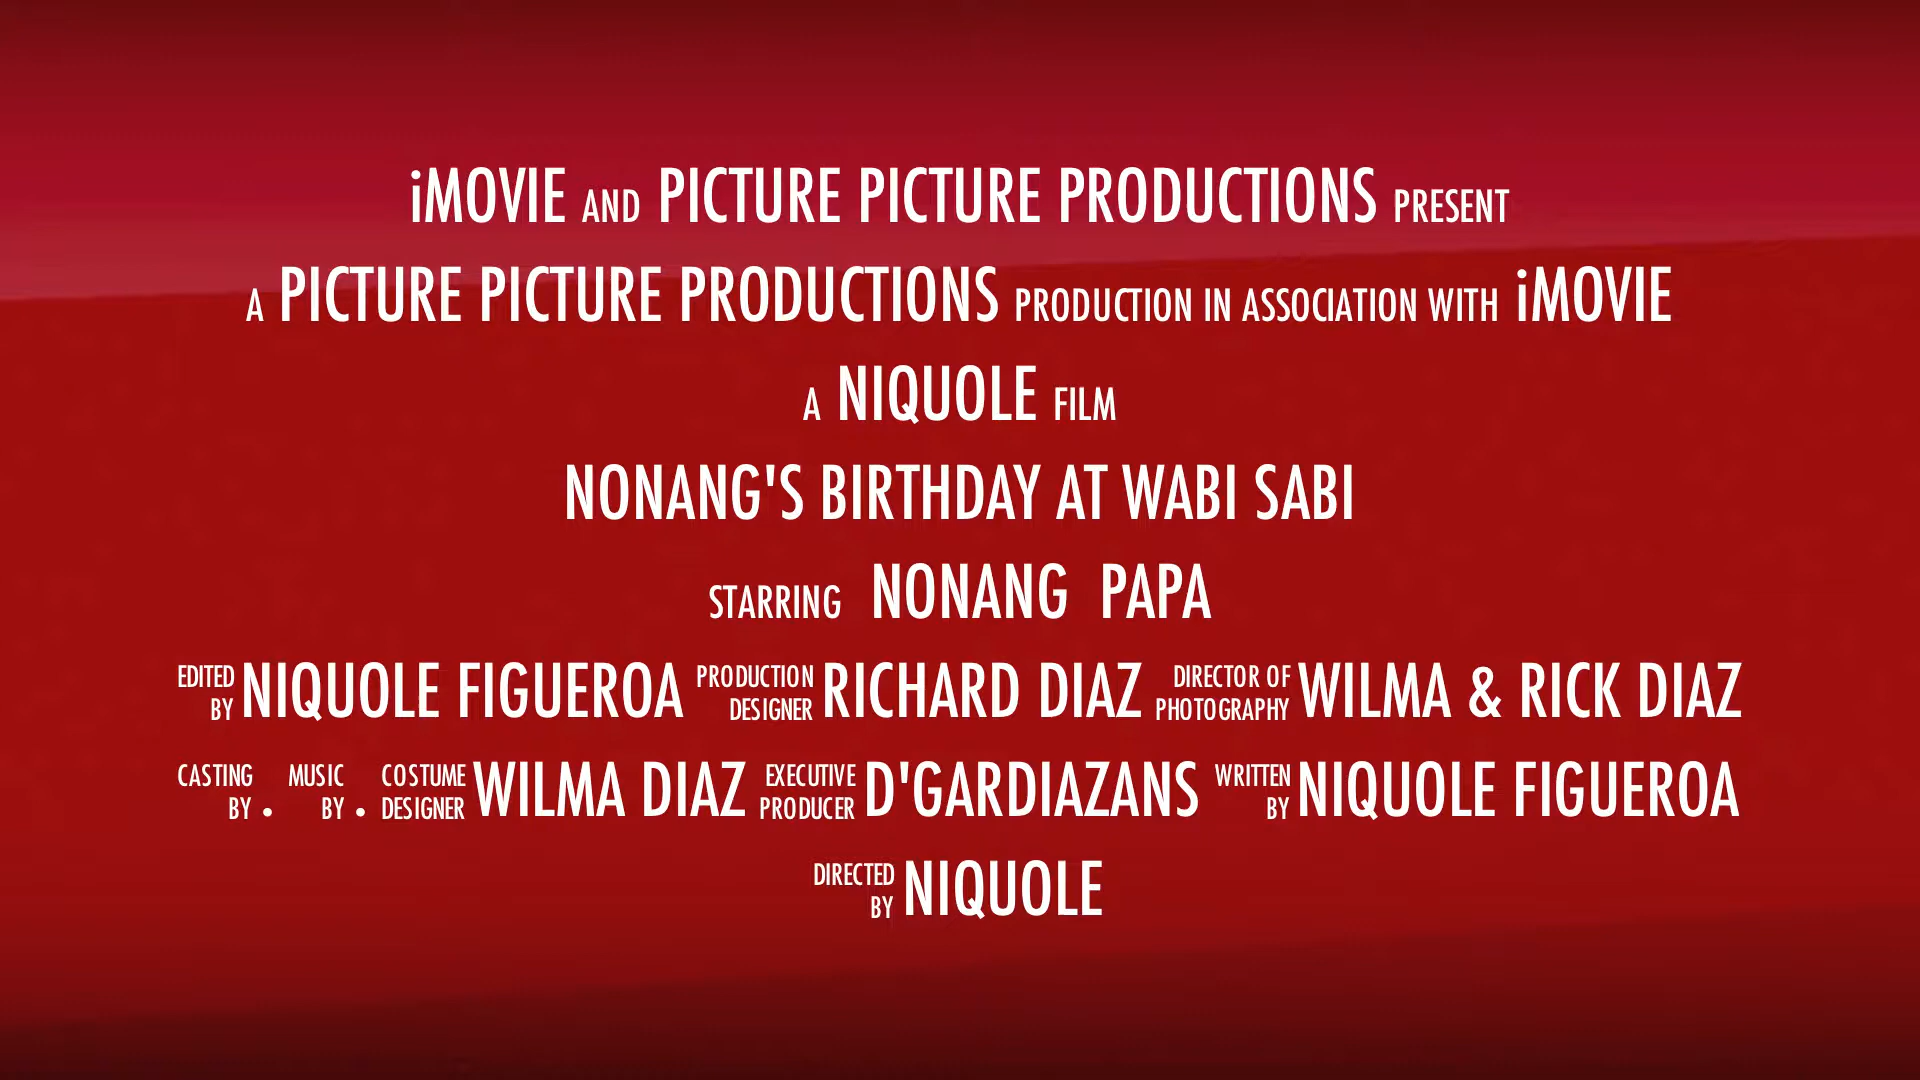 iMOVIE AND PICTURE PICTURE PRODUCTIONS PRESENT
A PICTURE PICTURE PRODUCTIONS PRODUCTION IN ASSOCIATION WITH iMOVIE
A NIQUOLE FILM
NONANG'S BIRTHDAY AT WABI SABI
STARRING NONANG PAPA
EDITED BY NIQUOLE FIGUEROA PRODUCTION DESIGNER RICHARD DIAZ DIRECTOR OF PHOTOGRAPHY WILMA & RICK DIAZ
CASTING BY . MUSIC BY . COSTUME DESIGNER WILMA DIAZ EXECUTIVE PRODUCER D'GARDIAZANS WRITTEN BY NIQUOLE FIGUEROA
DIRECTED BY NIQUOLE